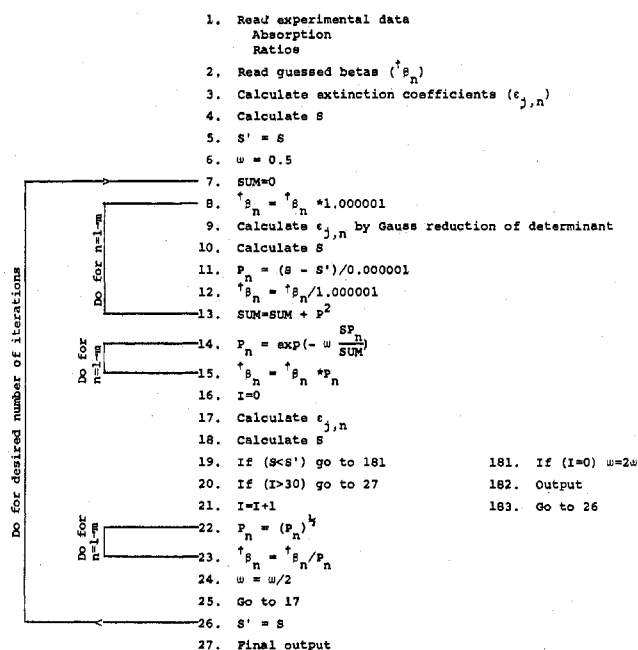 1. Read experimental data
Absorption
Ratios
2. Read guessed betas (†βn)
3. Calculate extinction coefficients (εj,n)
4. Calculate S
5. S' = S
6. ω = 0.5
7. SUM=0
8. †βn = †βn *1.000001
9. Calculate εj,n by Gauss reduction of determinant
10. Calculate S
11. Pn = (S - S')/0.000001
12. †βn = †βn/1.000001
13. SUM=SUM + P²
14. Pn = exp(- ω SPn/SUM)
15. †βn = †βn *Pn
16. I=0
17. Calculate εj,n
18. Calculate S
19. If (S<S') go to 181
20. If (I>30) go to 27
21. I=I+1
22. Pn = (Pn)^½
23. †βn = †βn/Pn
24. ω = ω/2
25. Go to 17
26. S' = S
27. Final output
181. If (I=0) ω=2ω
182. Output
183. Go to 26
Do for desired number of iterations
Do for n=1→m
Do for
n=1→m
Do for
n=1→m